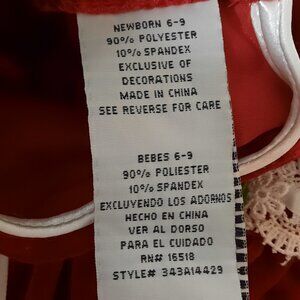 NEWBORN 6-9
90% POLYESTER
10% SPANDEX
EXCLUSIVE OF
DECORATIONS
MADE IN CHINA
SEE REVERSE FOR CARE
BEBES 6-9
90% POLIESTER
10% SPANDEX
EXCLUYENDO LOS ADORNOS
HECHO EN CHINA
VER AL DORSO
PARA EL CUIDADO
RN# 16518
STYLE# 343A14429